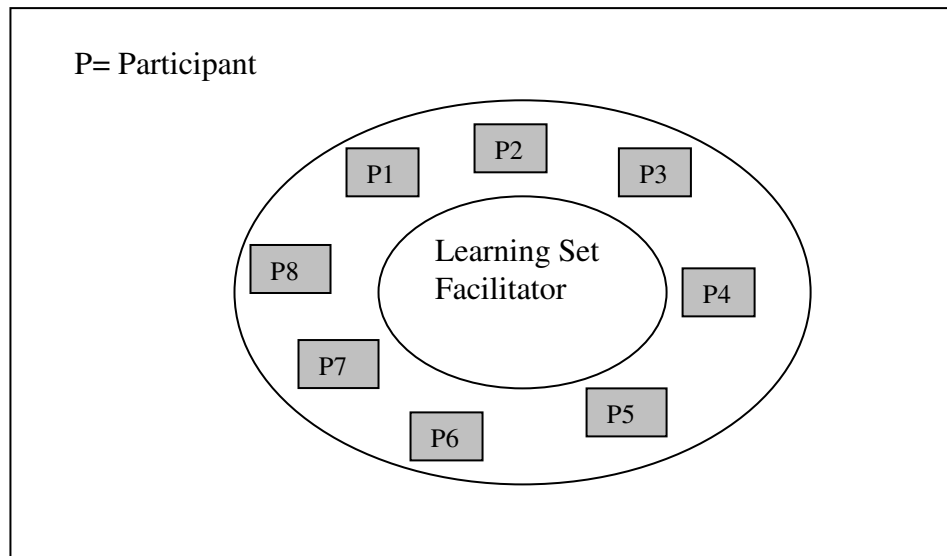 P= Participant
P1
P2
P3
P8
Learning Set
Facilitator
P4
P7
P6
P5